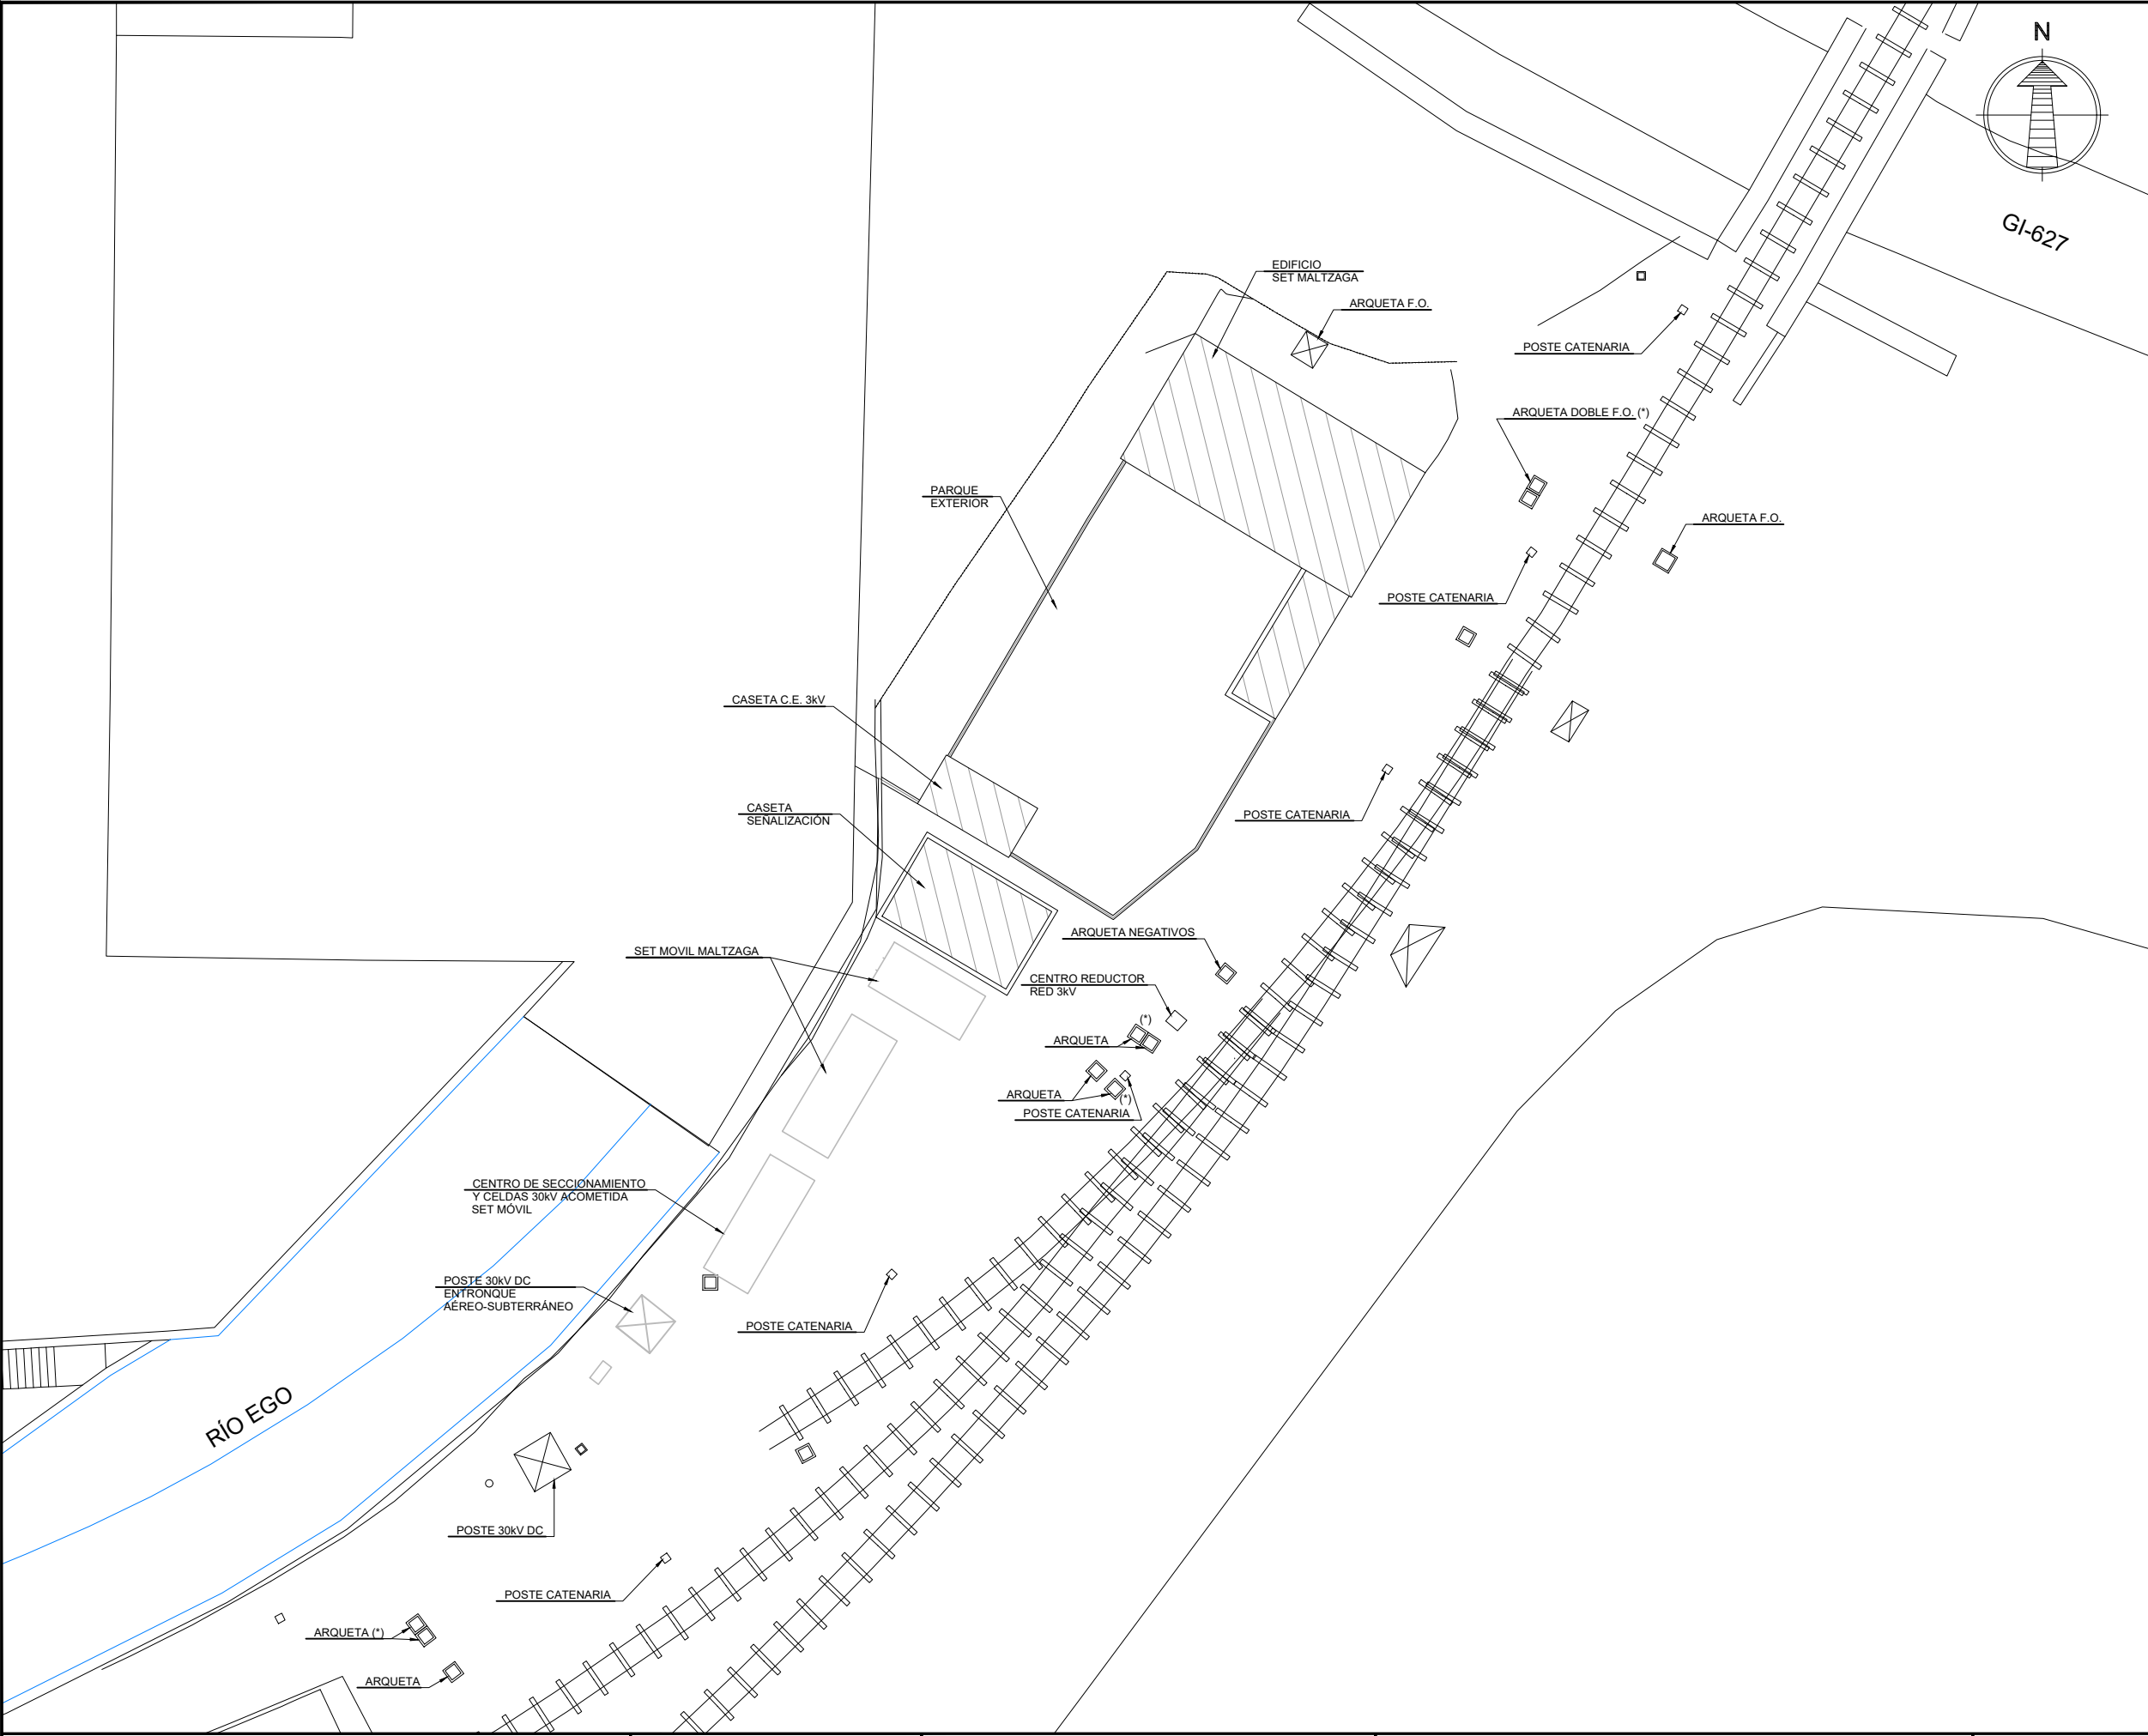 N
GI-627
EDIFICIO
SET MALTZAGA
ARQUETA F.O.
POSTE CATENARIA
ARQUETA DOBLE F.O. (*)
PARQUE
EXTERIOR
ARQUETA F.O.
POSTE CATENARIA
CASETA C.E. 3kV
CASETA
SEÑALIZACIÓN
POSTE CATENARIA
ARQUETA NEGATIVOS
SET MOVIL MALTZAGA
CENTRO REDUCTOR
RED 3kV
(*)
ARQUETA
ARQUETA
(*)
POSTE CATENARIA
CENTRO DE SECCIONAMIENTO
Y CELDAS 30kV ACOMETIDA
SET MÓVIL
POSTE 30kV DC
ENTRONQUE
AÉREO-SUBTERRÁNEO
POSTE CATENARIA
RÍO EGO
POSTE 30kV DC
POSTE CATENARIA
ARQUETA (*)
ARQUETA